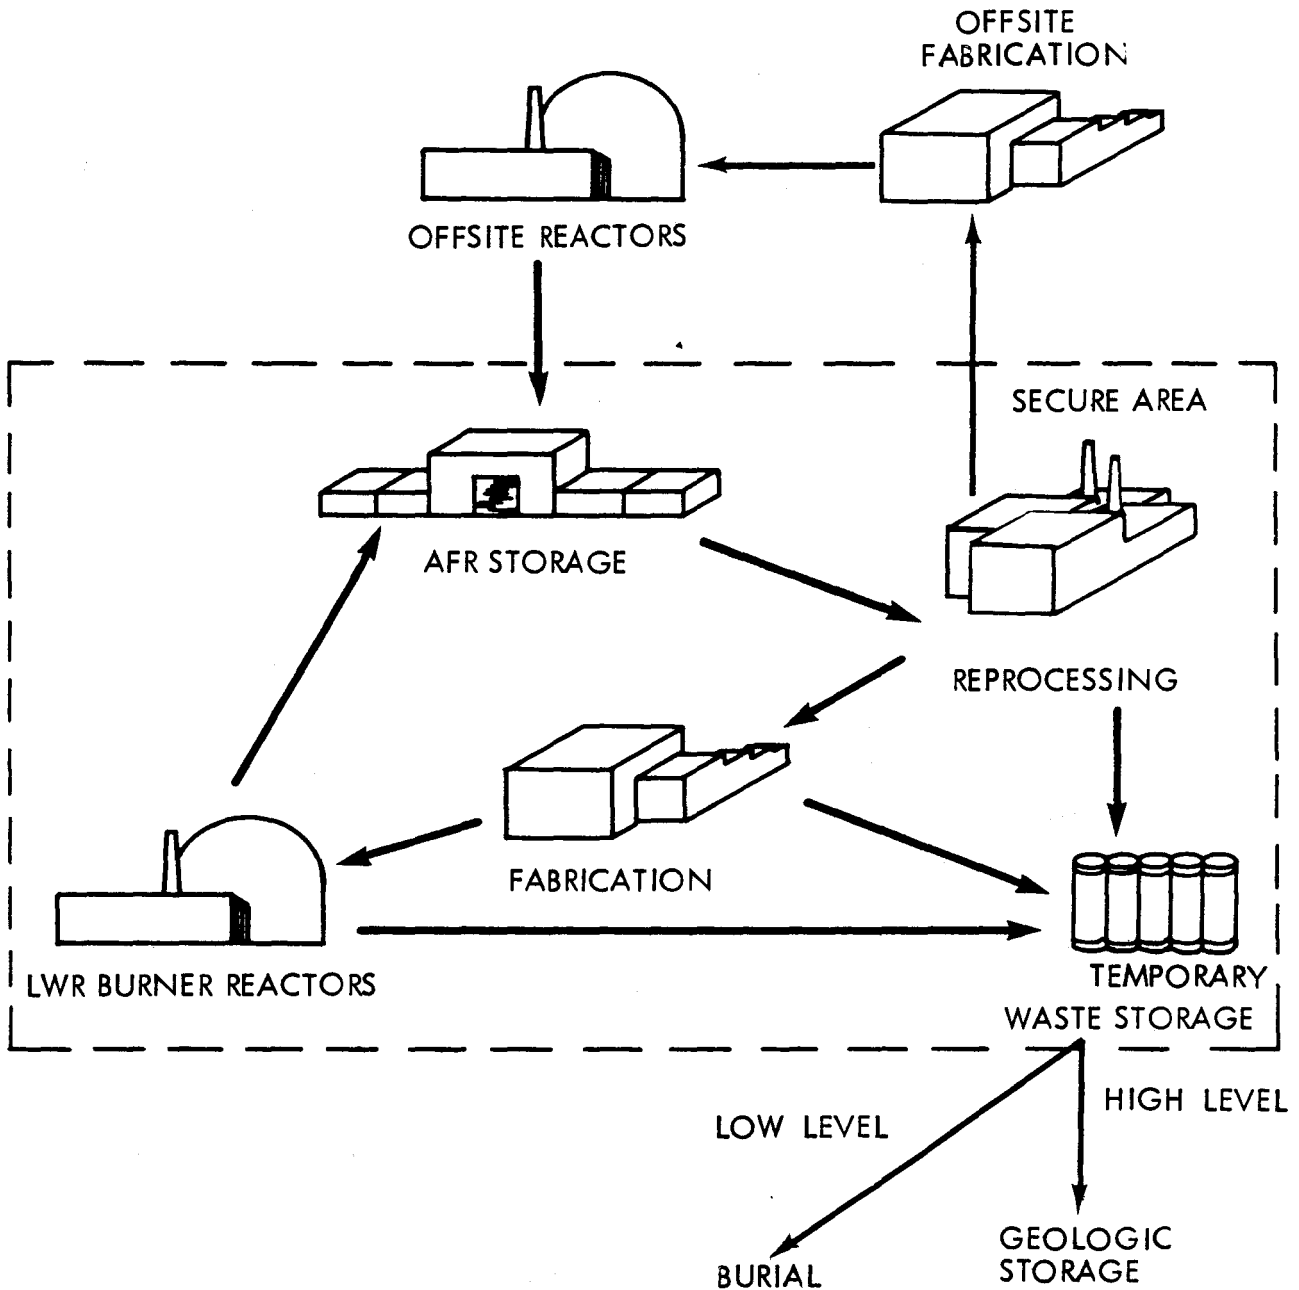 OFFSITE
FABRICATION
OFFSITE REACTORS
SECURE AREA
AFR STORAGE
REPROCESSING
FABRICATION
LWR BURNER REACTORS
TEMPORARY
WASTE STORAGE
HIGH LEVEL
LOW LEVEL
GEOLOGIC
STORAGE
BURIAL